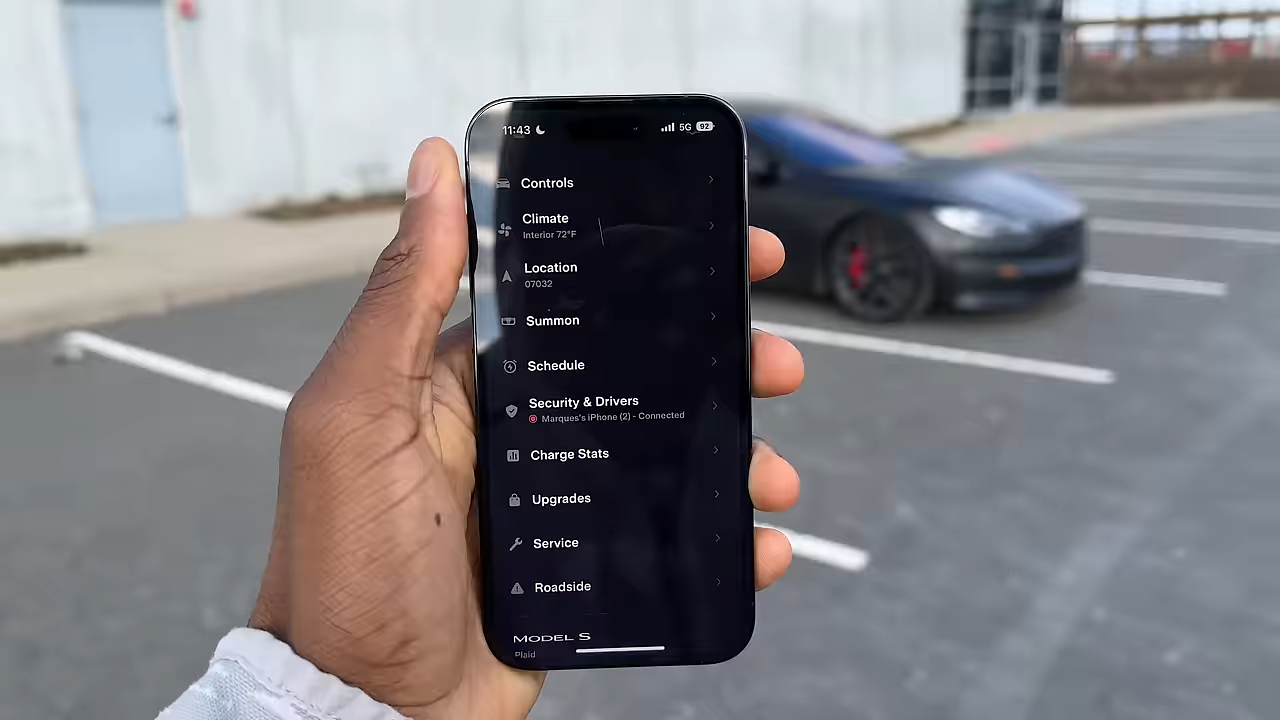 11:43 5G 92
Controls
Climate
Interior 72°F
Location
07032
Summon
Schedule
Security & Drivers
Marques's iPhone (2) - Connected
Charge Stats
Upgrades
Service
Roadside
MODEL S
Plaid